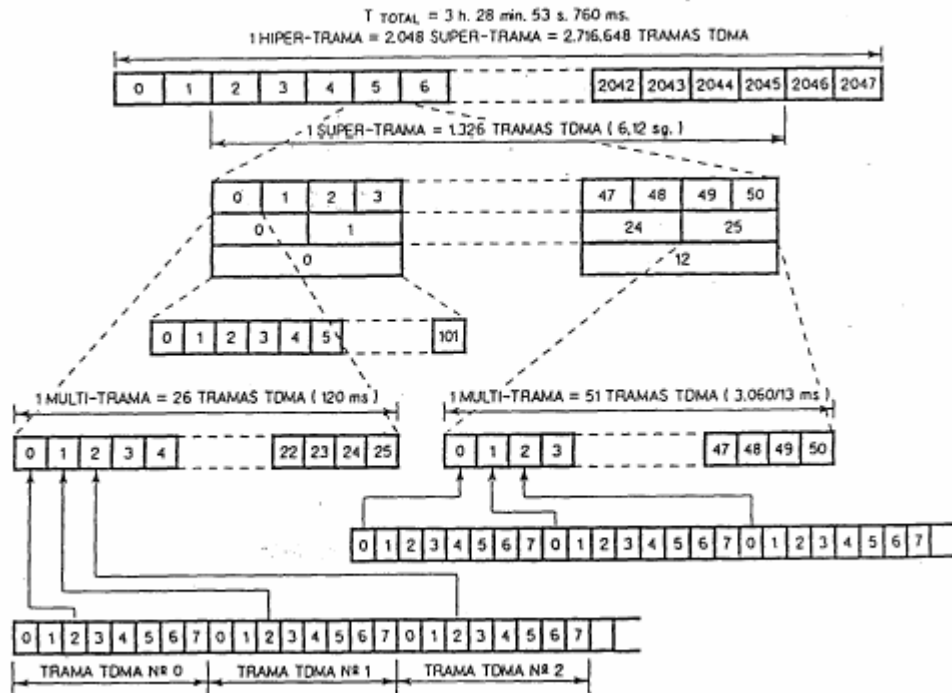 T TOTAL = 3 h. 28 min. 53 s. 760 ms.
1 HIPER-TRAMA = 2.048 SUPER-TRAMA = 2.716,648 TRAMAS TDMA
0 1 2 3 4 5 6 2042 2043 2044 2045 2046 2047
1 SUPER-TRAMA = 1.326 TRAMAS TDMA ( 6,12 sg. )
0 1 2 3 47 48 49 50
0 1 24 25
0 12
0 1 2 3 4 5 101
1 MULTI-TRAMA = 26 TRAMAS TDMA ( 120 ms )
1 MULTI-TRAMA = 51 TRAMAS TDMA ( 3,060/13 ms )
0 1 2 3 4 22 23 24 25
0 1 2 3 47 48 49 50
0 1 2 3 4 5 6 7 0 1 2 3 4 5 6 7 0 1 2 3 4 5 6 7
0 1 2 3 4 5 6 7 0 1 2 3 4 5 6 7 0 1 2 3 4 5 6 7
TRAMA TDMA Nº 0 TRAMA TDMA Nº 1 TRAMA TDMA Nº 2